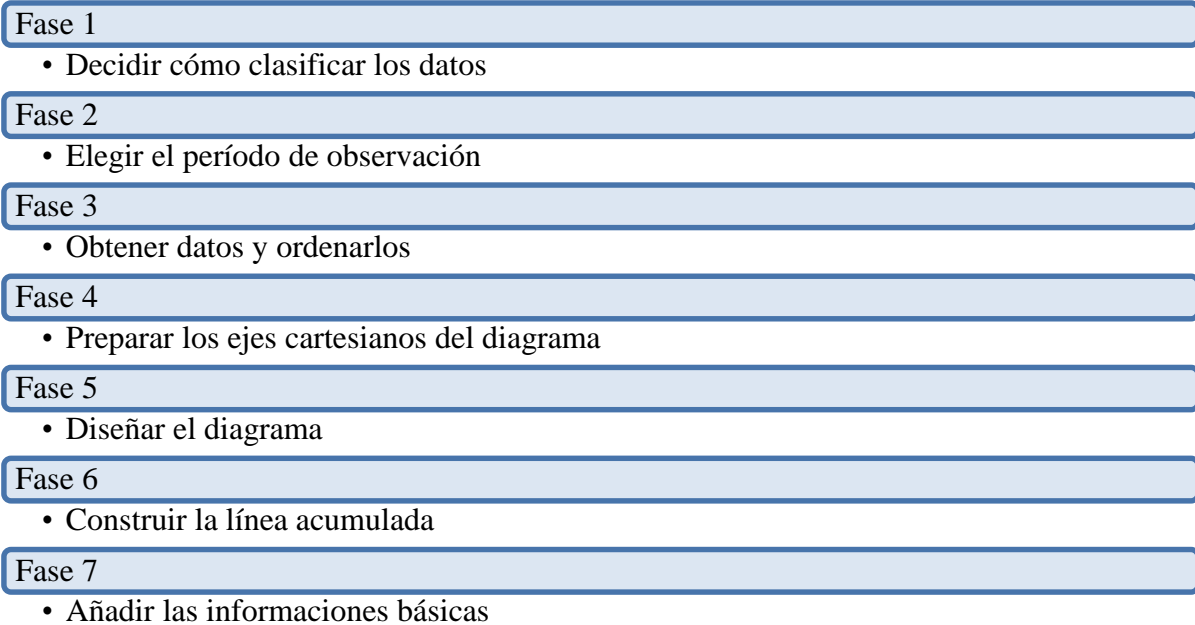 Fase 1
• Decidir cómo clasificar los datos
Fase 2
• Elegir el período de observación
Fase 3
• Obtener datos y ordenarlos
Fase 4
• Preparar los ejes cartesianos del diagrama
Fase 5
• Diseñar el diagrama
Fase 6
• Construir la línea acumulada
Fase 7
• Añadir las informaciones básicas